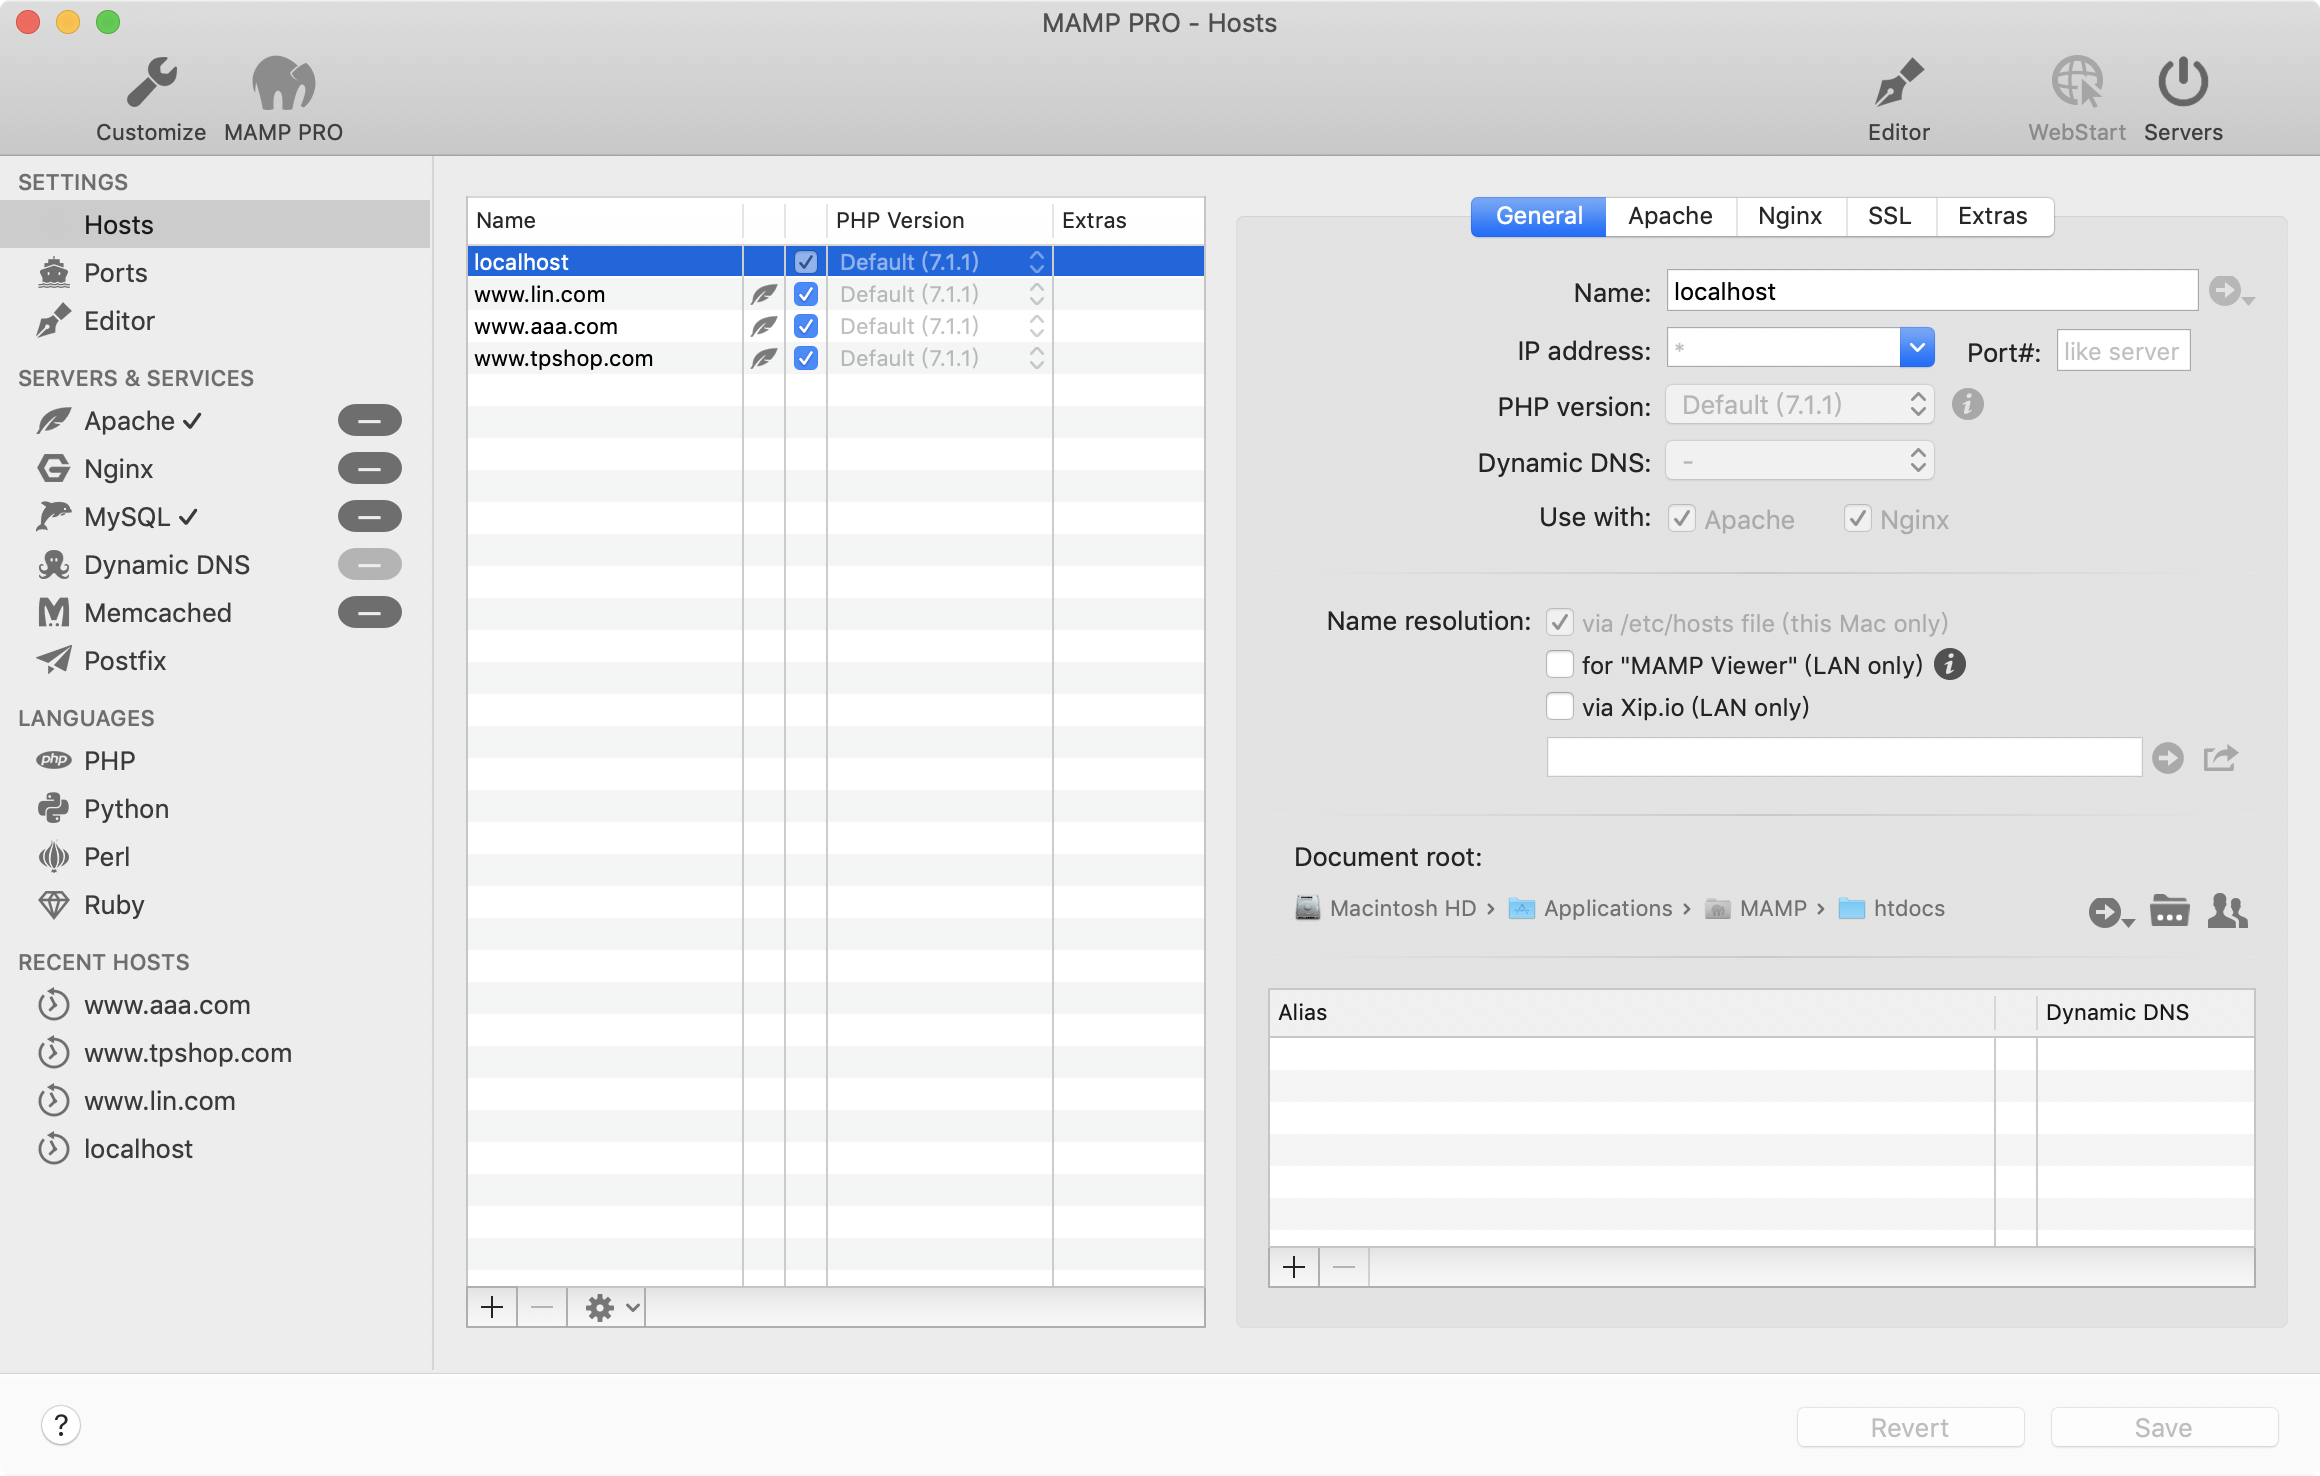 MAMP PRO - Hosts
Customize MAMP PRO Editor WebStart Servers
SETTINGS
Hosts
Ports
Editor
SERVERS & SERVICES
Apache ✓
Nginx
MySQL ✓
Dynamic DNS
Memcached
Postfix
LANGUAGES
php PHP
Python
Perl
Ruby
RECENT HOSTS
www.aaa.com
www.tpshop.com
www.lin.com
localhost
Name PHP Version Extras
localhost Default (7.1.1)
www.lin.com Default (7.1.1)
www.aaa.com Default (7.1.1)
www.tpshop.com Default (7.1.1)
General Apache Nginx SSL Extras
Name: localhost
IP address: * Port#: like server
PHP version: Default (7.1.1)
Dynamic DNS: -
Use with: Apache Nginx
Name resolution: via /etc/hosts file (this Mac only)
for "MAMP Viewer" (LAN only)
via Xip.io (LAN only)
Document root:
Macintosh HD › Applications › MAMP › htdocs
Alias Dynamic DNS
?
Revert Save